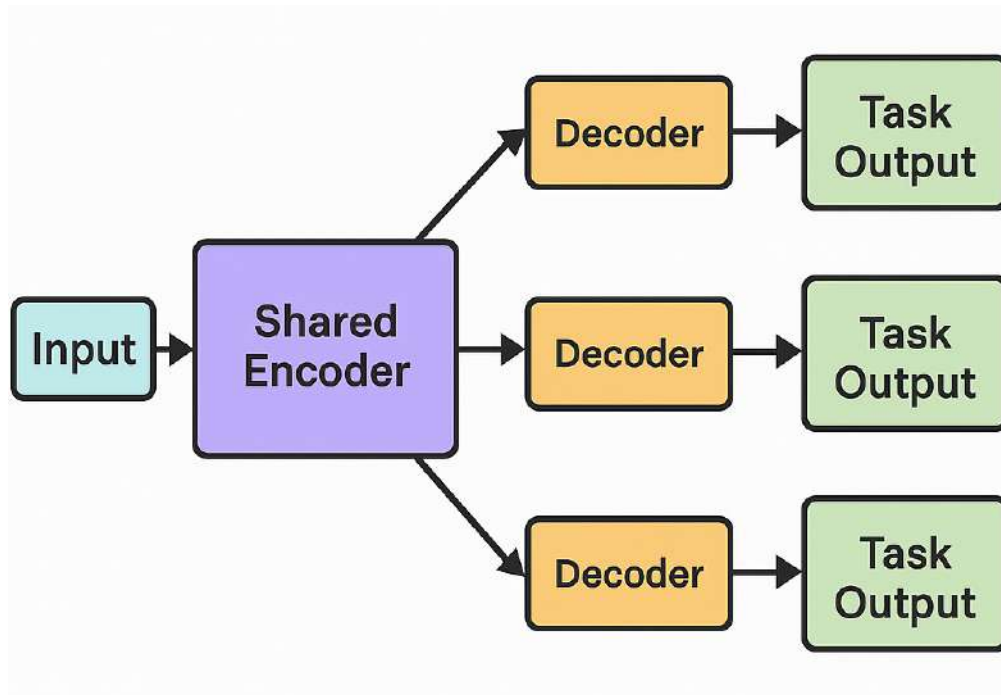 Input
Shared
Encoder
Decoder
Task
Output
Decoder
Task
Output
Decoder
Task
Output